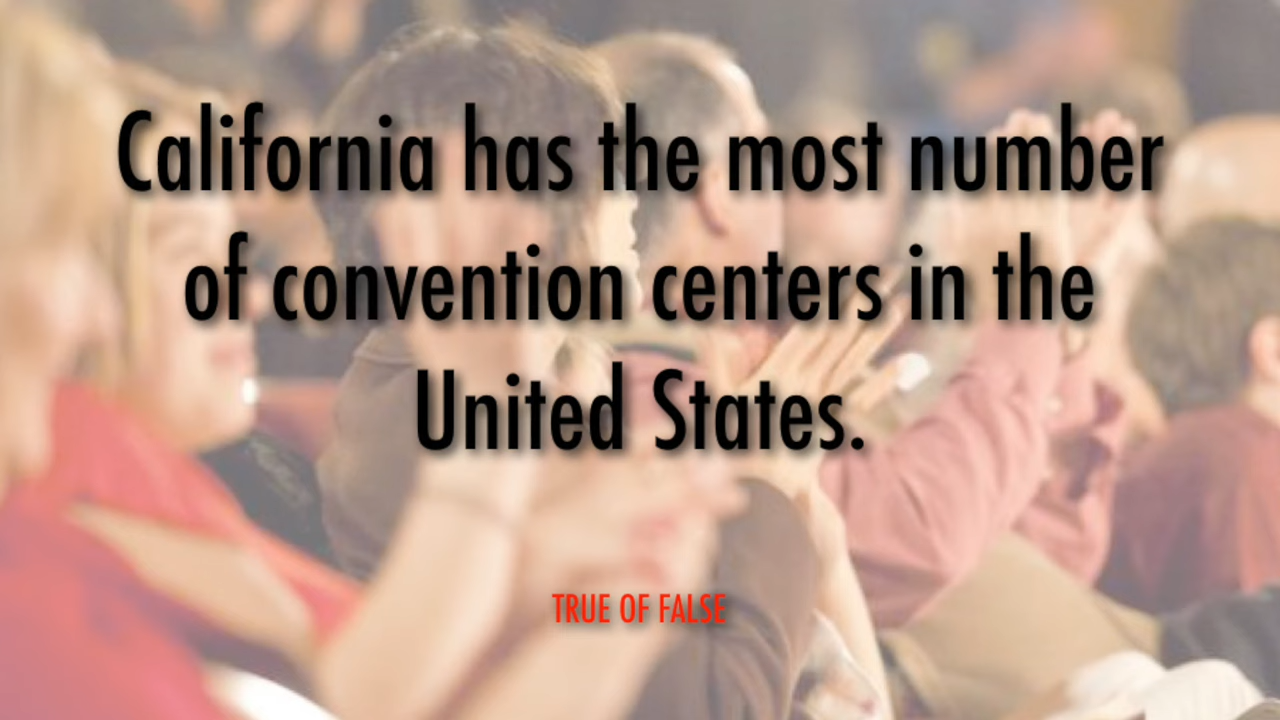 California has the most number
of convention centers in the
United States.
TRUE OF FALSE